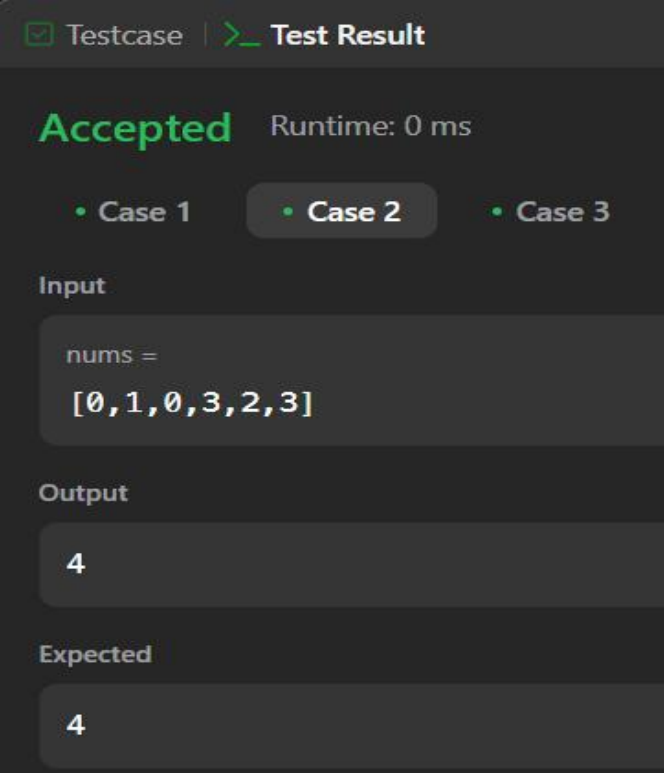 Testcase | >_ Test Result
Accepted Runtime: 0 ms
• Case 1 • Case 2 • Case 3
Input
nums =
[0,1,0,3,2,3]
Output
4
Expected
4